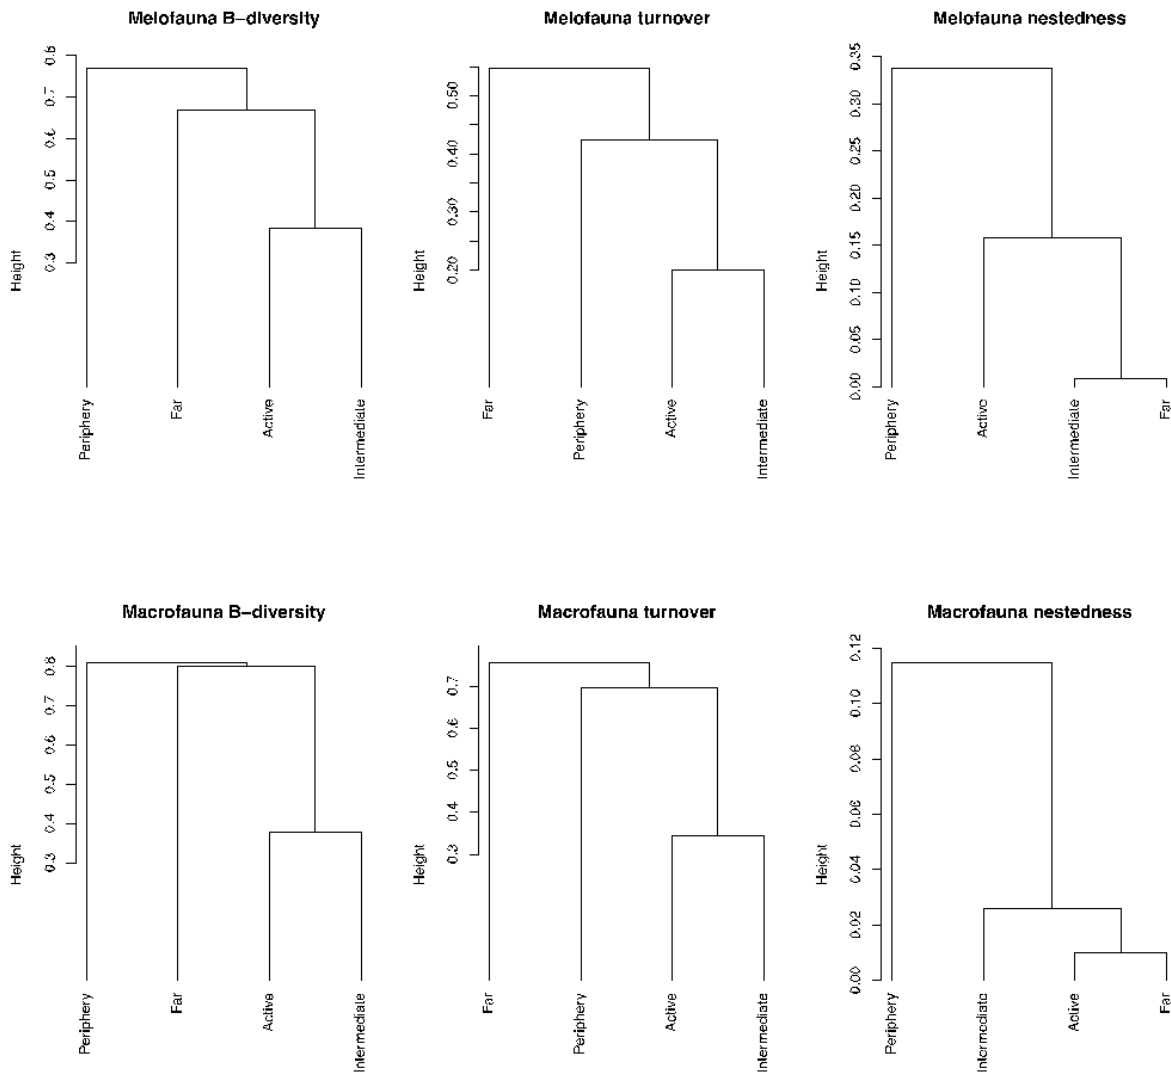 Melofauna B-diversity
Melofauna turnover
Melofauna nestedness
Height
0.3
0.4
0.5
0.6
0.7
0.8
Periphery
Far
Active
Intermediate
Height
0.20
0.30
0.40
0.50
Far
Periphery
Active
Intermediate
Height
0.00
0.05
0.10
0.15
0.20
0.25
0.30
0.35
Periphery
Active
Intermediate
Far
Macrofauna B-diversity
Macrofauna turnover
Macrofauna nestedness
Height
0.3
0.4
0.5
0.6
0.7
0.8
Periphery
Far
Active
Intermediate
Height
0.3
0.4
0.5
0.6
0.7
Far
Periphery
Active
Intermediate
Height
0.00
0.02
0.04
0.06
0.08
0.10
0.12
Periphery
Intermediate
Active
Far